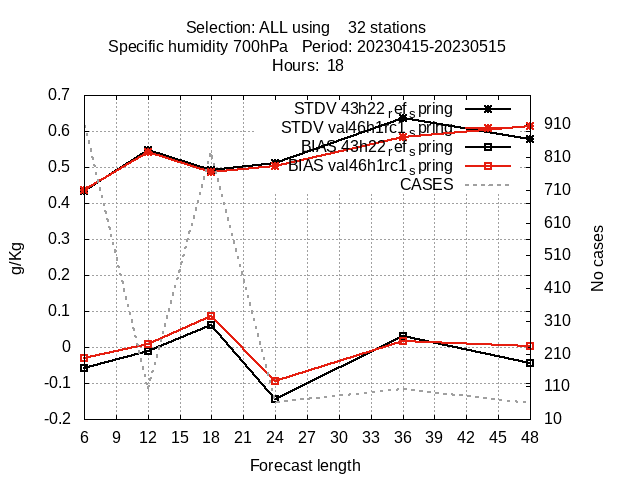 Selection: ALL using 32 stations
Specific humidity 700hPa Period: 20230415-20230515
Hours: 18
0.7
0.6
0.5
0.4
0.3
0.2
0.1
0
-0.1
-0.2
g/Kg
STDV 43h22_ref_spring
STDV val46h1rc1_spring
BIAS 43h22_ref_spring
BIAS val46h1rc1_spring
CASES
910
810
710
610
510
410
310
210
110
10
No cases
6 9 12 15 18 21 24 27 30 33 36 39 42 45 48
Forecast length